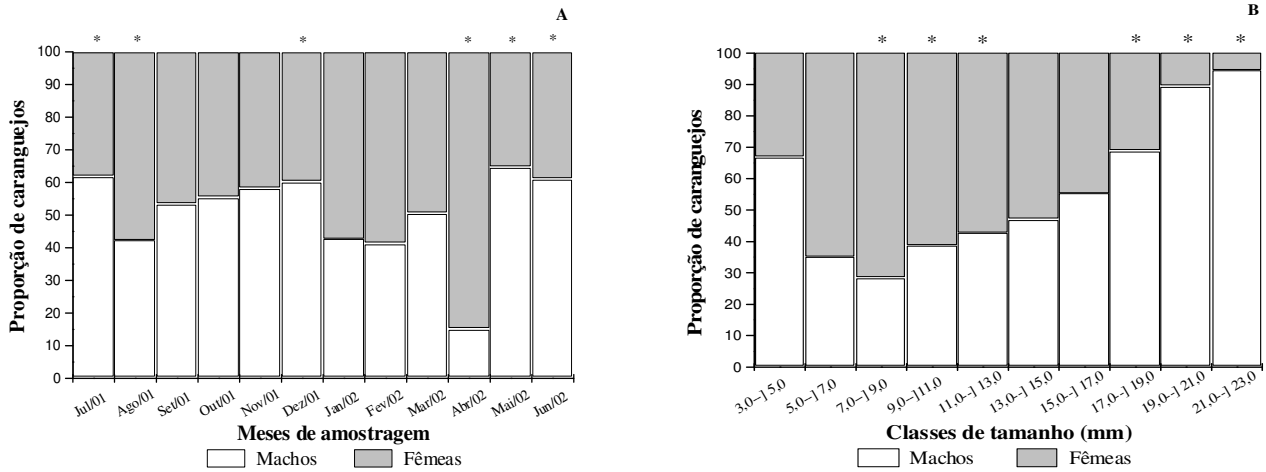 A
* * * * * *
Proporção de caranguejos
100
90
80
70
60
50
40
30
20
10
0
Jul/01 Ago/01 Set/01 Out/01 Nov/01 Dez/01 Jan/02 Fev/02 Mar/02 Abr/02 Mai/02 Jun/02
Meses de amostragem
Machos Fêmeas
B
* * * * * *
Proporção de caranguejos
100
90
80
70
60
50
40
30
20
10
0
3,0--] 5,0 5,0--] 7,0 7,0--] 9,0 9,0--] 11,0 11,0--] 13,0 13,0--] 15,0 15,0--] 17,0 17,0--] 19,0 19,0--] 21,0 21,0--] 23,0
Classes de tamanho (mm)
Machos Fêmeas